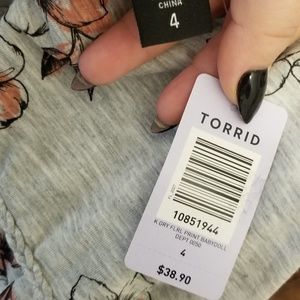 CHINA
4
TORRID
10851944
K GRY FLRL PRINT BABYDOLL
DEPT 0050
4
$38.90